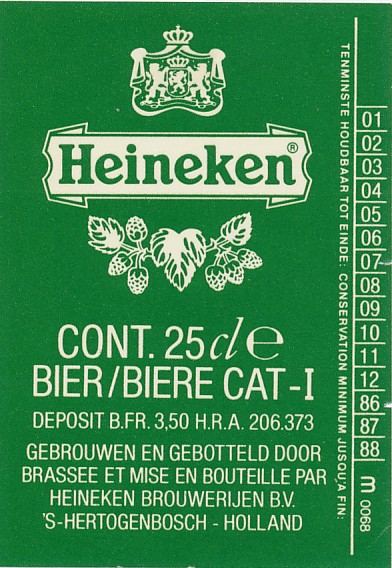 Heineken®
CONT. 25 cl e
BIER/BIERE CAT-I
DEPOSIT B.FR. 3,50 H.R.A. 206.373
GEBROUWEN EN GEBOTTELD DOOR
BRASSEE ET MISE EN BOUTEILLE PAR
HEINEKEN BROUWERIJEN B.V.
'S-HERTOGENBOSCH - HOLLAND
TENMINSTE HOUDBAAR TOT EINDE: CONSERVATION MINIMUM JUSQU'A FIN:
01
02
03
04
05
06
07
08
09
10
11
12
86
87
88
m 0068